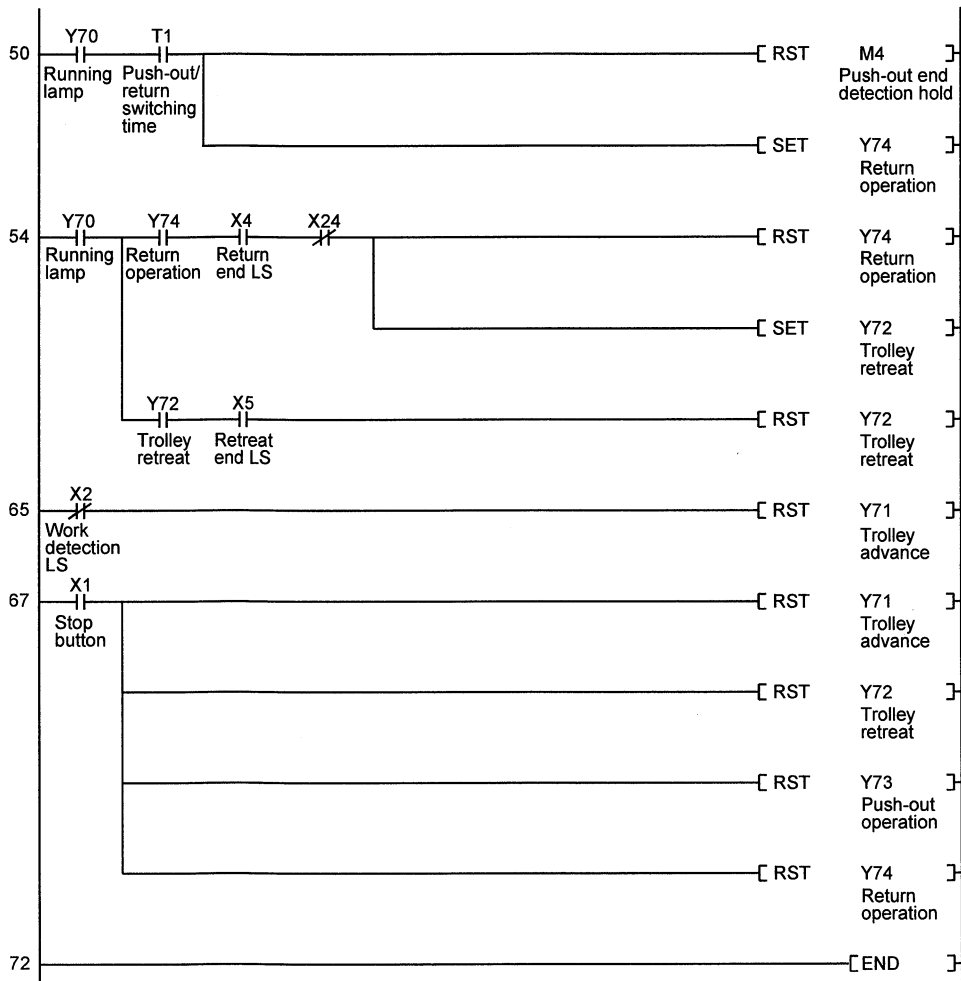 Y70 T1
50 RST M4
Running Push-out/ Push-out end
lamp return detection hold
switching
time
SET Y74
Return
operation
Y70 Y74 X4 X24
54 RST Y74
Running Return Return Return
lamp operation end LS operation
SET Y72
Trolley
retreat
Y72 X5
RST Y72
Trolley Retreat Trolley
retreat end LS retreat
X2
65 RST Y71
Work Trolley
detection advance
LS
X1
67 RST Y71
Stop Trolley
button advance
RST Y72
Trolley
retreat
RST Y73
Push-out
operation
RST Y74
Return
operation
72 END